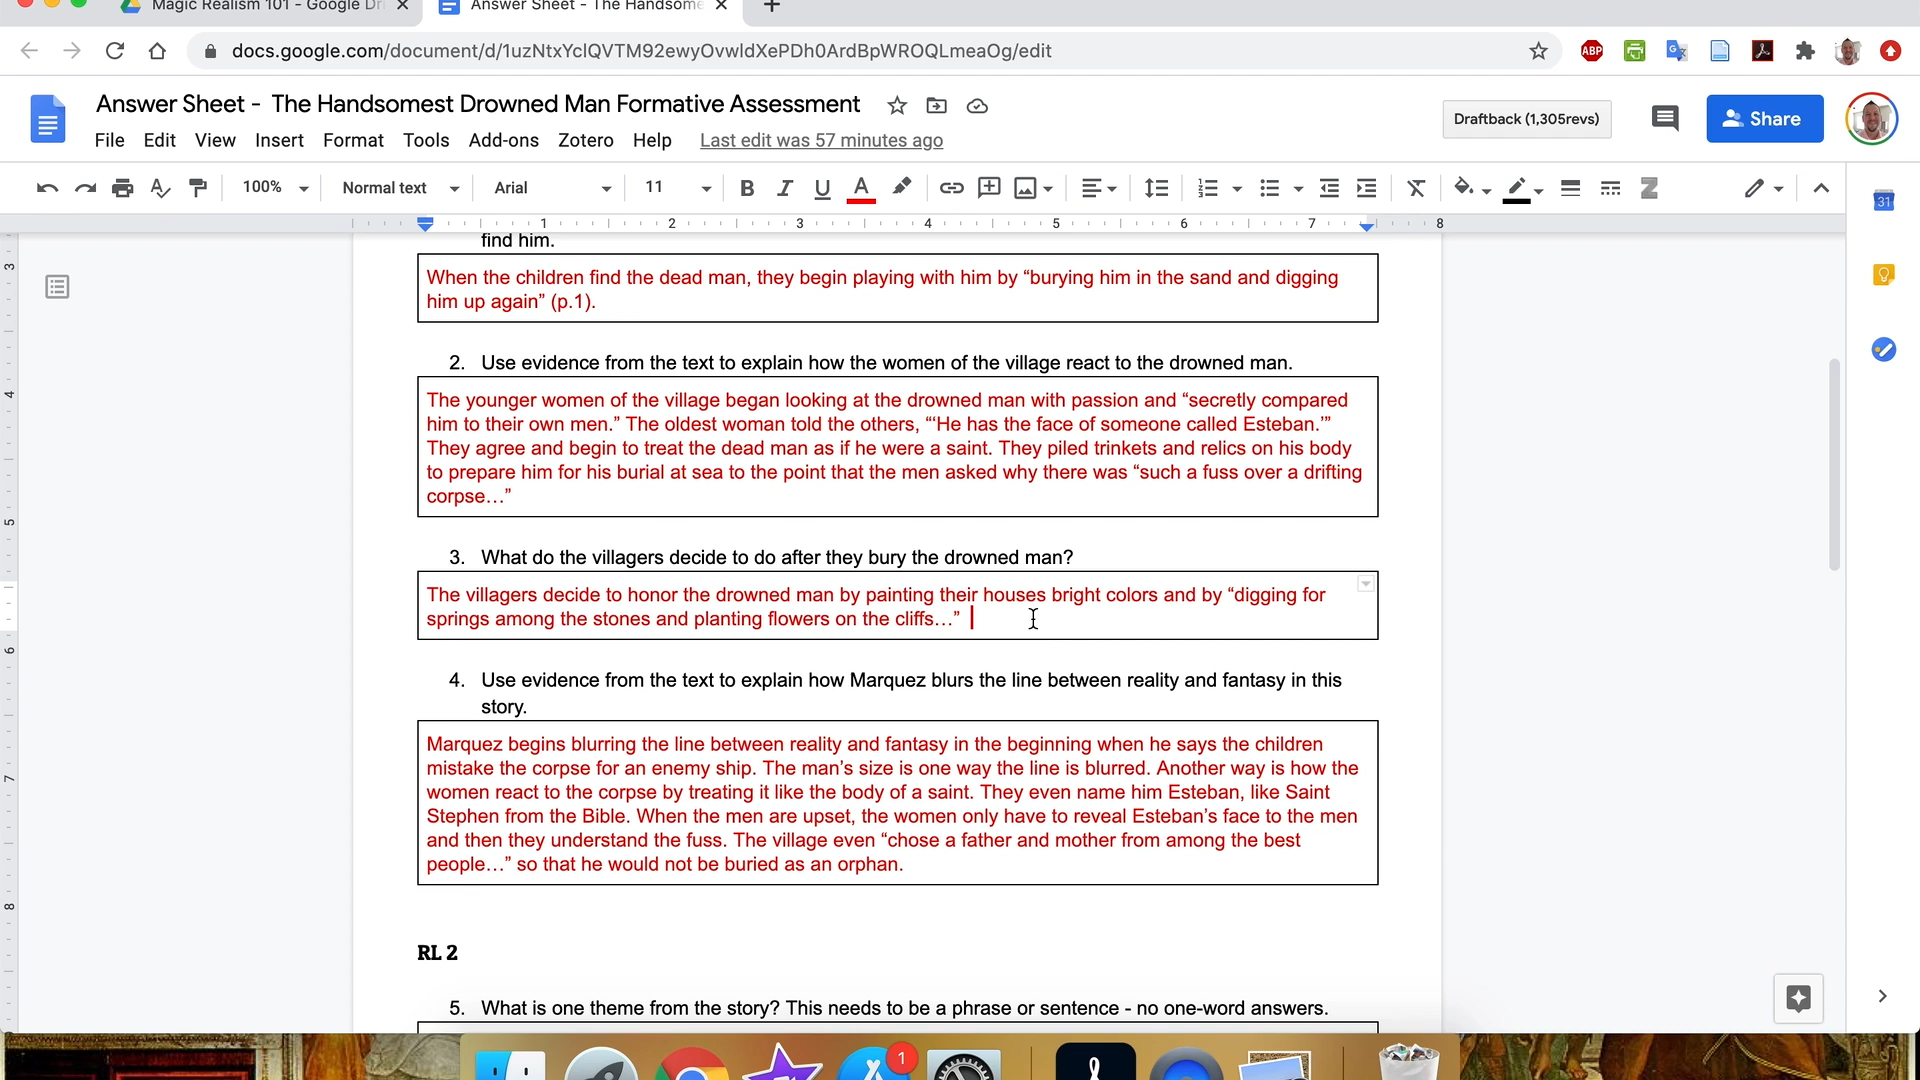 Magic Realism 101 - Google Dri
Answer Sheet - The Handsome
docs.google.com/document/d/1uzNtxYclQVTM92ewyOvwldXePDh0ArdBpWROQLmeaOg/edit
ABP
Answer Sheet - The Handsomest Drowned Man Formative Assessment
Draftback (1,305revs)
Share
File Edit View Insert Format Tools Add-ons Zotero Help Last edit was 57 minutes ago
100% Normal text Arial 11 B I U A
31
1 2 3 4 5 6 7 8
find him.
When the children find the dead man, they begin playing with him by “burying him in the sand and digging
him up again” (p.1).
2. Use evidence from the text to explain how the women of the village react to the drowned man.
The younger women of the village began looking at the drowned man with passion and “secretly compared
him to their own men.” The oldest woman told the others, “‘He has the face of someone called Esteban.’”
They agree and begin to treat the dead man as if he were a saint. They piled trinkets and relics on his body
to prepare him for his burial at sea to the point that the men asked why there was “such a fuss over a drifting
corpse…”
3. What do the villagers decide to do after they bury the drowned man?
The villagers decide to honor the drowned man by painting their houses bright colors and by “digging for
springs among the stones and planting flowers on the cliffs…”
4. Use evidence from the text to explain how Marquez blurs the line between reality and fantasy in this
story.
Marquez begins blurring the line between reality and fantasy in the beginning when he says the children
mistake the corpse for an enemy ship. The man’s size is one way the line is blurred. Another way is how the
women react to the corpse by treating it like the body of a saint. They even name him Esteban, like Saint
Stephen from the Bible. When the men are upset, the women only have to reveal Esteban’s face to the men
and then they understand the fuss. The village even “chose a father and mother from among the best
people…” so that he would not be buried as an orphan.
RL 2
5. What is one theme from the story? This needs to be a phrase or sentence - no one-word answers.
3
4
5
6
7
8
1